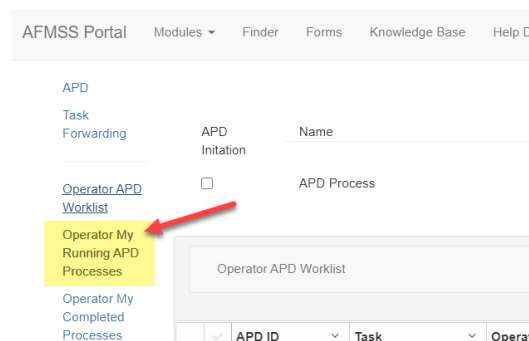 AFMSS Portal Modules Finder Forms Knowledge Base Help
APD
Task
Forwarding
APD
Initation
Name
Operator APD
Worklist
APD Process
Operator My
Running APD
Processes
Operator APD Worklist
Operator My
Completed
Processes
APD ID Task